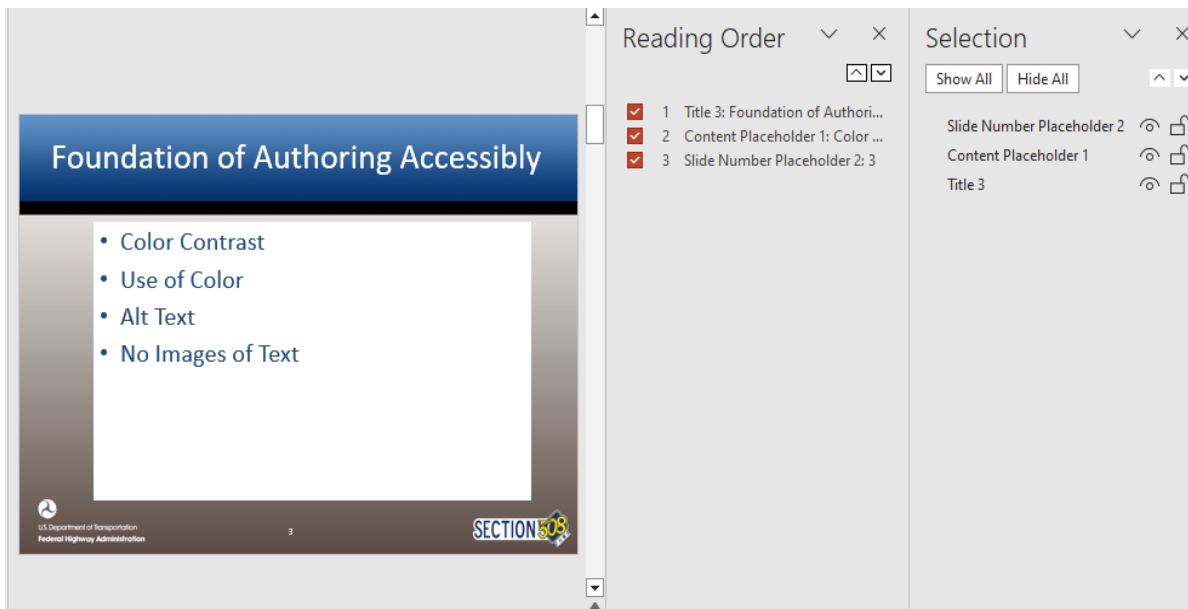 Foundation of Authoring Accessibly
• Color Contrast
• Use of Color
• Alt Text
• No Images of Text
U.S. Department of Transportation
Federal Highway Administration
3
SECTION 508
Reading Order
1 Title 3: Foundation of Authori...
2 Content Placeholder 1: Color ...
3 Slide Number Placeholder 2: 3
Selection
Show All Hide All
Slide Number Placeholder 2
Content Placeholder 1
Title 3